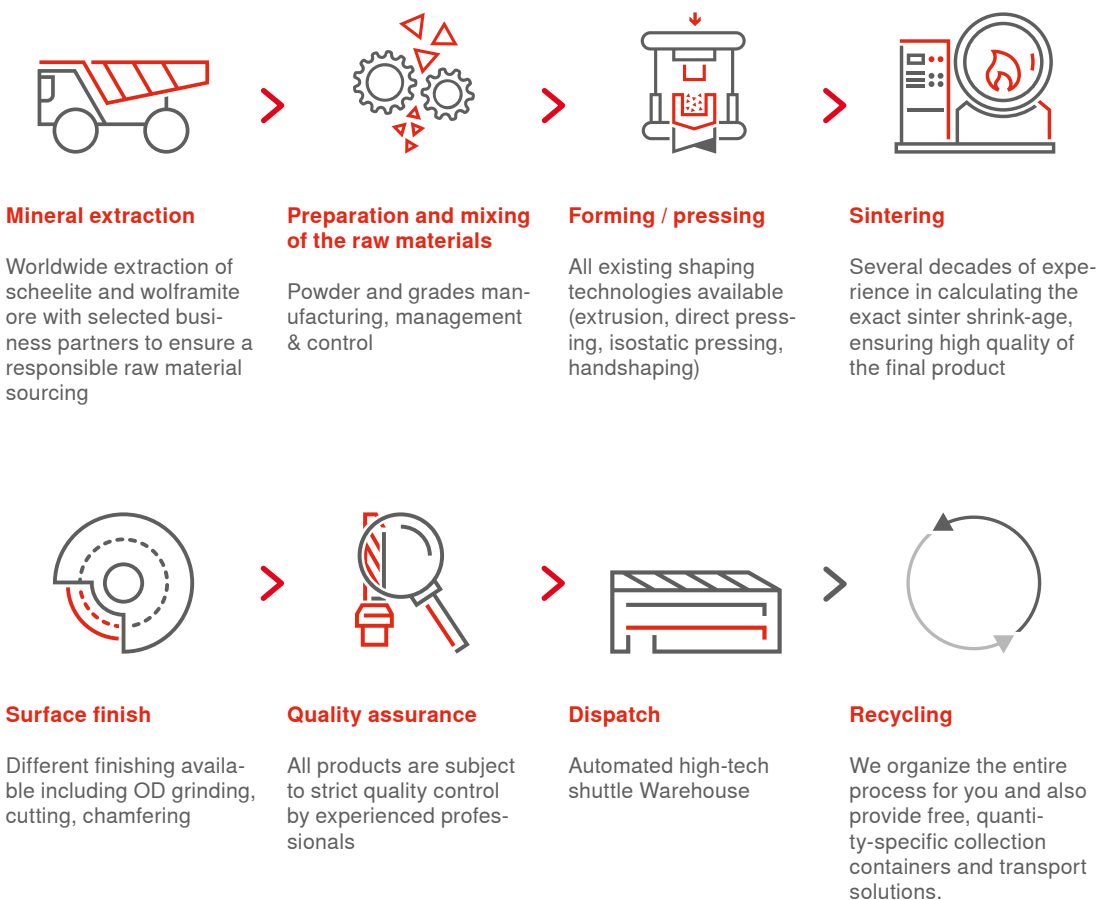 Mineral extraction
Worldwide extraction of
scheelite and wolframite
ore with selected busi-
ness partners to ensure a
responsible raw material
sourcing
Preparation and mixing
of the raw materials
Powder and grades man-
ufacturing, management
& control
Forming / pressing
All existing shaping
technologies available
(extrusion, direct press-
ing, isostatic pressing,
handshaping)
Sintering
Several decades of expe-
rience in calculating the
exact sinter shrink-age,
ensuring high quality of
the final product
Surface finish
Different finishing availa-
ble including OD grinding,
cutting, chamfering
Quality assurance
All products are subject
to strict quality control
by experienced profes-
sionals
Dispatch
Automated high-tech
shuttle Warehouse
Recycling
We organize the entire
process for you and also
provide free, quanti-
ty-specific collection
containers and transport
solutions.